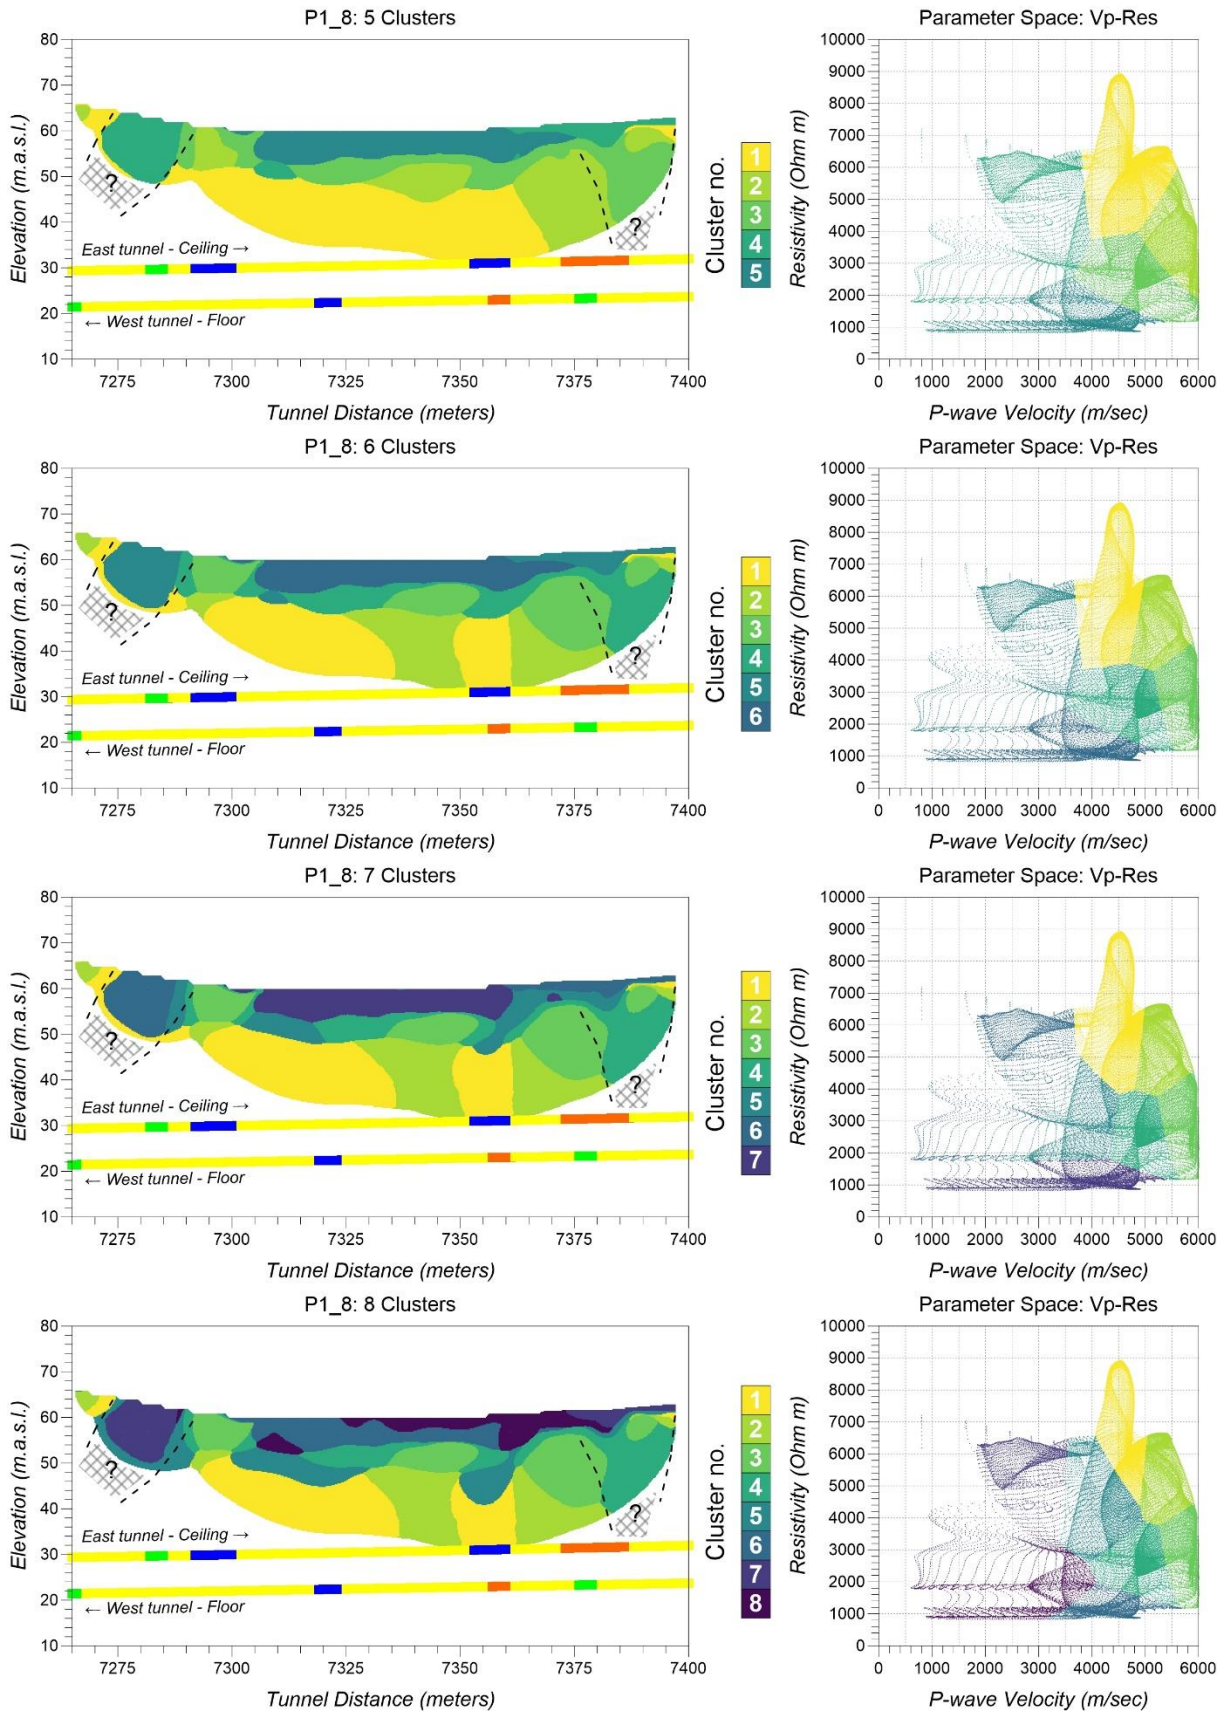 P1_8: 5 Clusters
Parameter Space: Vp-Res
80
70
60
50
40
30
20
10
Elevation (m.a.s.l.)
?
?
East tunnel - Ceiling →
← West tunnel - Floor
7275 7300 7325 7350 7375 7400
Tunnel Distance (meters)
Cluster no.
1
2
3
4
5
10000
9000
8000
7000
6000
5000
4000
3000
2000
1000
0
Resistivity (Ohm m)
0 1000 2000 3000 4000 5000 6000
P-wave Velocity (m/sec)
P1_8: 6 Clusters
Parameter Space: Vp-Res
80
70
60
50
40
30
20
10
Elevation (m.a.s.l.)
?
?
East tunnel - Ceiling →
← West tunnel - Floor
7275 7300 7325 7350 7375 7400
Tunnel Distance (meters)
Cluster no.
1
2
3
4
5
6
10000
9000
8000
7000
6000
5000
4000
3000
2000
1000
0
Resistivity (Ohm m)
0 1000 2000 3000 4000 5000 6000
P-wave Velocity (m/sec)
P1_8: 7 Clusters
Parameter Space: Vp-Res
80
70
60
50
40
30
20
10
Elevation (m.a.s.l.)
?
?
East tunnel - Ceiling →
← West tunnel - Floor
7275 7300 7325 7350 7375 7400
Tunnel Distance (meters)
Cluster no.
1
2
3
4
5
6
7
10000
9000
8000
7000
6000
5000
4000
3000
2000
1000
0
Resistivity (Ohm m)
0 1000 2000 3000 4000 5000 6000
P-wave Velocity (m/sec)
P1_8: 8 Clusters
Parameter Space: Vp-Res
80
70
60
50
40
30
20
10
Elevation (m.a.s.l.)
?
?
East tunnel - Ceiling →
← West tunnel - Floor
7275 7300 7325 7350 7375 7400
Tunnel Distance (meters)
Cluster no.
1
2
3
4
5
6
7
8
10000
9000
8000
7000
6000
5000
4000
3000
2000
1000
0
Resistivity (Ohm m)
0 1000 2000 3000 4000 5000 6000
P-wave Velocity (m/sec)